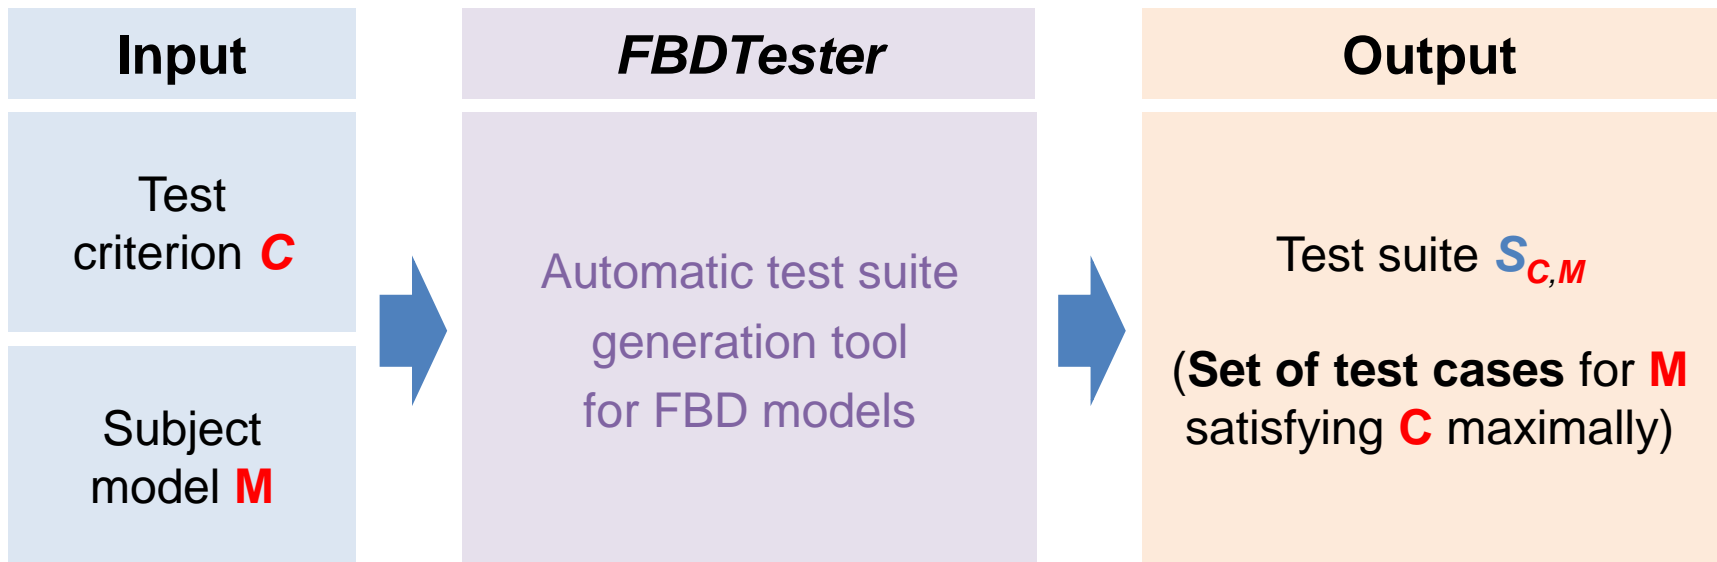 Input
Test
criterion C
Subject
model M
FBDTester
Automatic test suite
generation tool
for FBD models
Output
Test suite S C,M
(Set of test cases for M
satisfying C maximally)